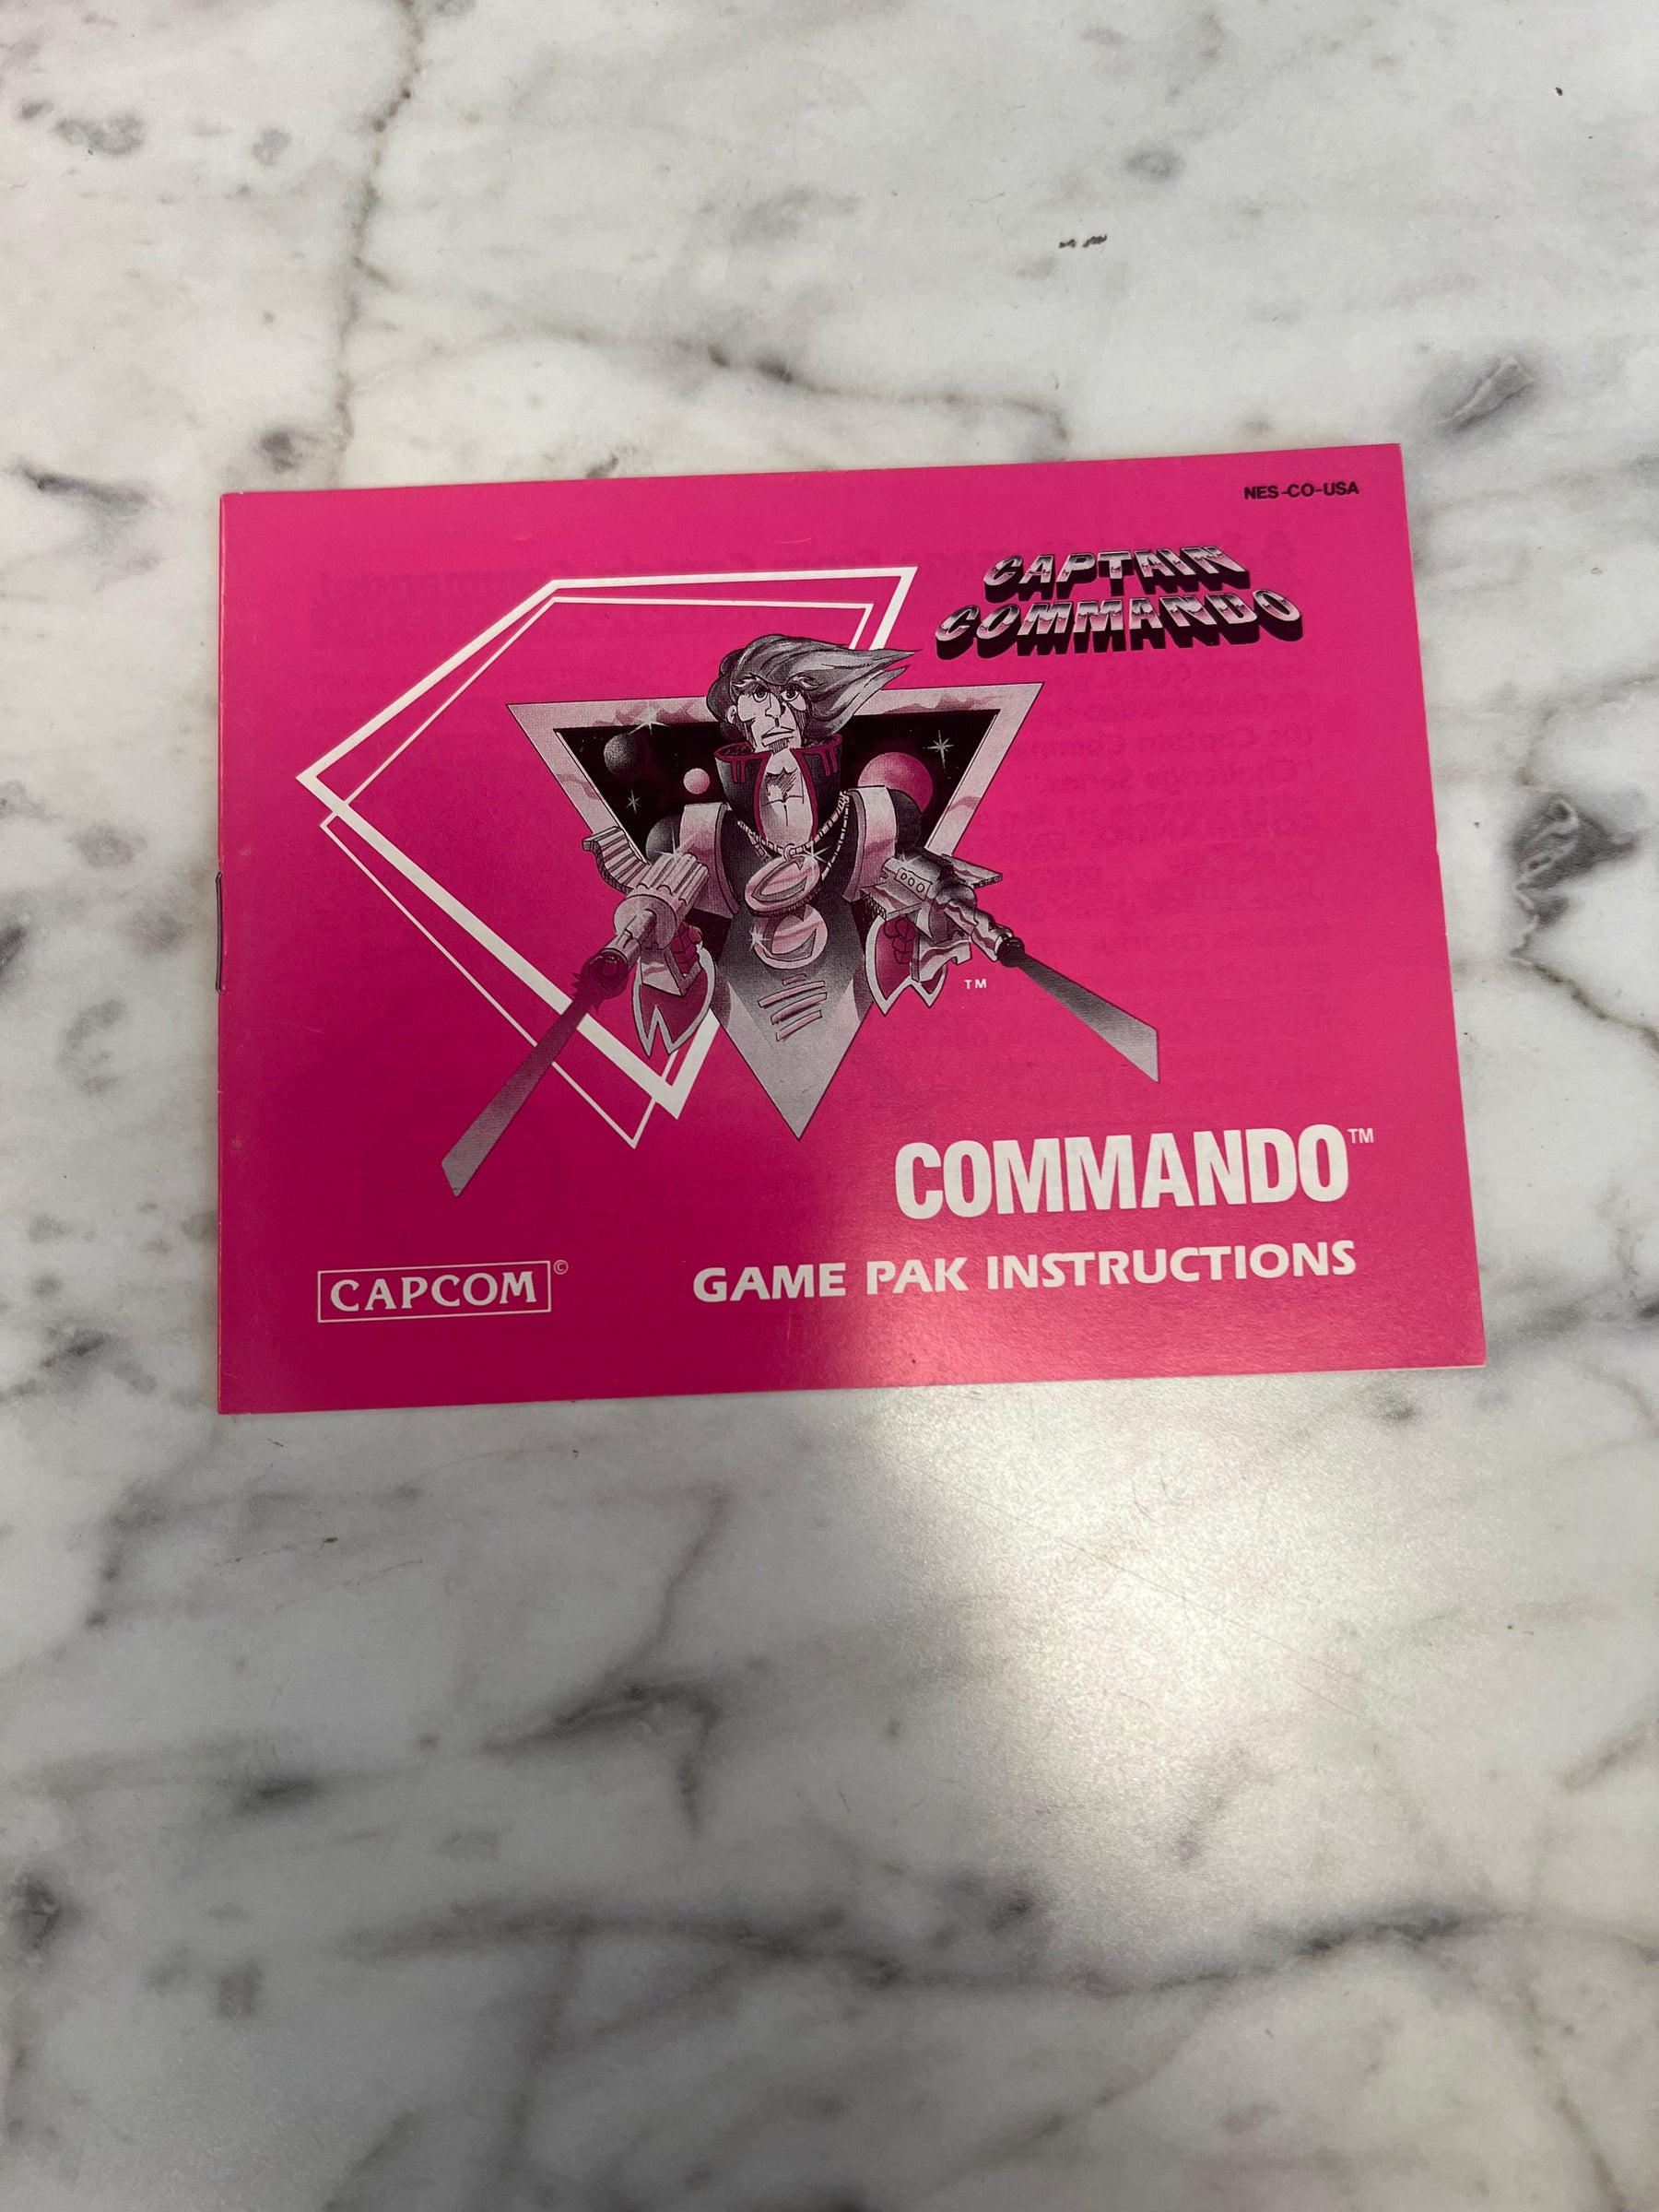 NES-CO-USA
CAPTAIN
COMMANDO
TM
COMMANDO™
GAME PAK INSTRUCTIONS
CAPCOM©